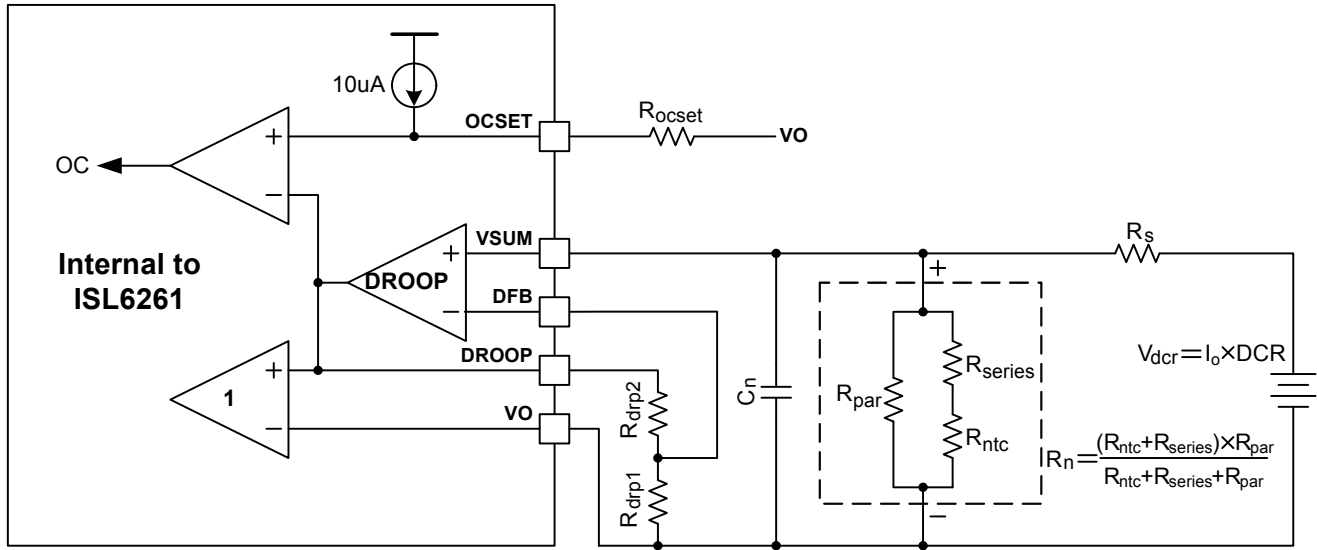 10uA
OCSET
R_ocset
VO
+
−
OC
Internal to
ISL6261
VSUM
+
DROOP
−
DFB
DROOP
+
1
−
VO
R_drp2
R_drp1
C_n
R_s
+
R_par
R_series
R_ntc
−
V_dcr=I_o×DCR
R_n=(R_ntc+R_series)×R_par
R_ntc+R_series+R_par